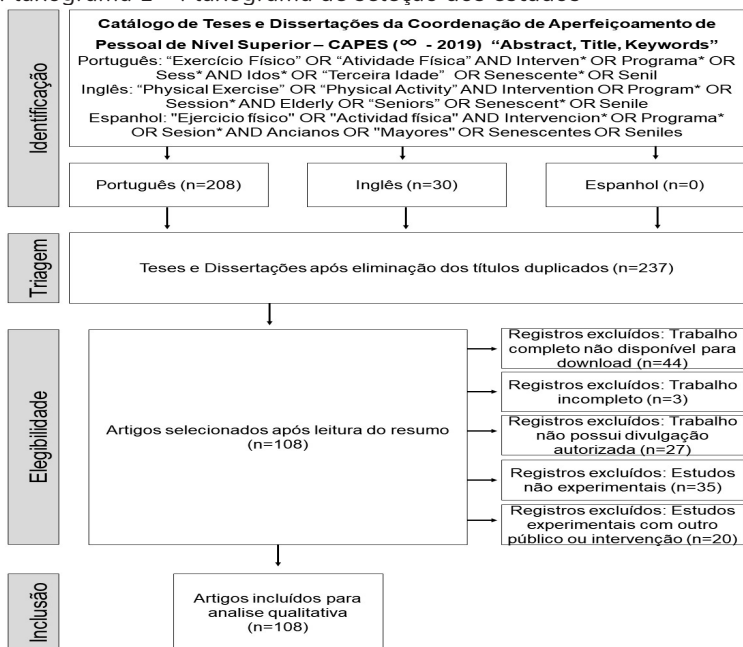 Fluxograma 1 – Fluxograma de seleção dos estudos
Identificação
Catálogo de Teses e Dissertações da Coordenação de Aperfeiçoamento de
Pessoal de Nível Superior – CAPES (∞ - 2019) “Abstract, Title, Keywords”
Português: “Exercício Físico” OR “Atividade Física” AND Interven* OR Programa* OR
Sess* AND Idos* OR “Terceira Idade” OR Senescente* OR Senil
Inglês: “Physical Exercise” OR “Physical Activity” AND Intervention OR Program* OR
Session* AND Elderly OR “Seniors” OR Senescent* OR Senile
Espanhol: "Ejercicio físico" OR "Actividad física" AND Intervencion* OR Programa*
OR Sesion* AND Ancianos OR "Mayores" OR Senescentes OR Seniles
Português (n=208)
Inglês (n=30)
Espanhol (n=0)
Triagem
Teses e Dissertações após eliminação dos títulos duplicados (n=237)
Elegibilidade
Artigos selecionados após leitura do resumo
(n=108)
Registros excluídos: Trabalho
completo não disponível para
download (n=44)
Registros excluídos: Trabalho
incompleto (n=3)
Registros excluídos: Trabalho
não possui divulgação
autorizada (n=27)
Registros excluídos: Estudos
não experimentais (n=35)
Registros excluídos: Estudos
experimentais com outro
público ou intervenção (n=20)
Inclusão
Artigos incluídos para
analise qualitativa
(n=108)